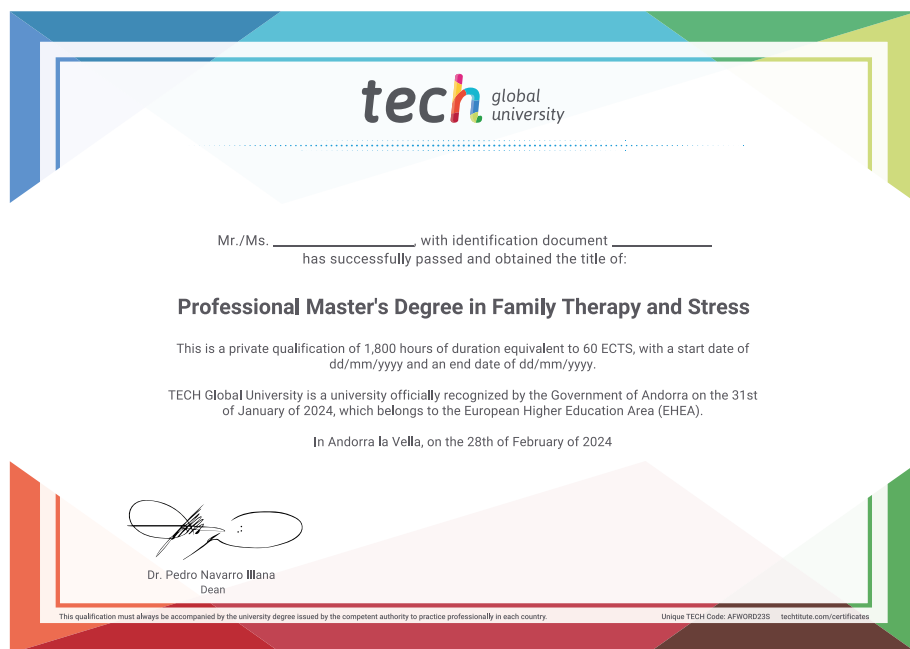 tech global university
Mr./Ms. ____________, with identification document ____________
has successfully passed and obtained the title of:
Professional Master's Degree in Family Therapy and Stress
This is a private qualification of 1,800 hours of duration equivalent to 60 ECTS, with a start date of
dd/mm/yyyy and an end date of dd/mm/yyyy.
TECH Global University is a university officially recognized by the Government of Andorra on the 31st
of January of 2024, which belongs to the European Higher Education Area (EHEA).
In Andorra la Vella, on the 28th of February of 2024
Dr. Pedro Navarro Illana
Dean
This qualification must always be accompanied by the university degree issued by the competent authority to practice professionally in each country.
Unique TECH Code: AFWORD23S techtitute.com/certificates